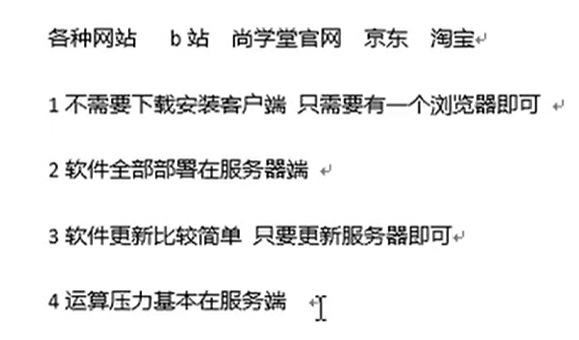 各种网站 b 站 尚学堂官网 京东 淘宝
1 不需要下载安装客户端 只需要有一个浏览器即可
2 软件全部部署在服务器端
3 软件更新比较简单 只要更新服务器即可
4 运算压力基本在服务端